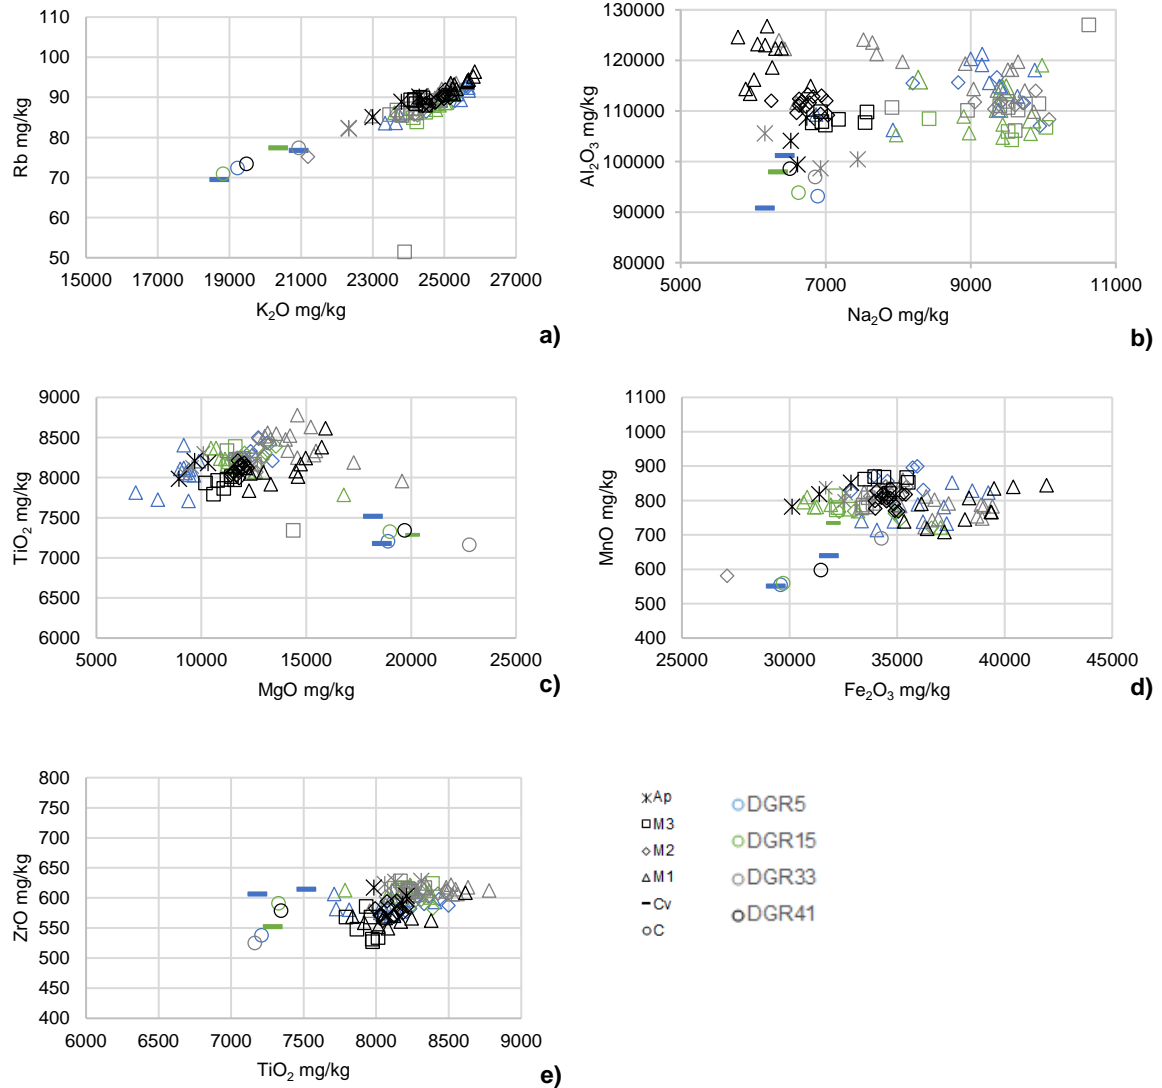 110
100
90
80
70
60
50
Rb mg/kg
15000 17000 19000 21000 23000 25000 27000
K₂O mg/kg
a)
130000
120000
110000
100000
90000
80000
Al₂O₃ mg/kg
5000 7000 9000 11000
Na₂O mg/kg
b)
9000
8500
8000
7500
7000
6500
6000
TiO₂ mg/kg
5000 10000 15000 20000 25000
MgO mg/kg
c)
1100
1000
900
800
700
600
500
400
MnO mg/kg
25000 30000 35000 40000 45000
Fe₂O₃ mg/kg
d)
800
750
700
650
600
550
500
450
400
ZrO mg/kg
6000 6500 7000 7500 8000 8500 9000
TiO₂ mg/kg
e)
Ap
M3
M2
M1
Cv
C
DGR5
DGR15
DGR33
DGR41